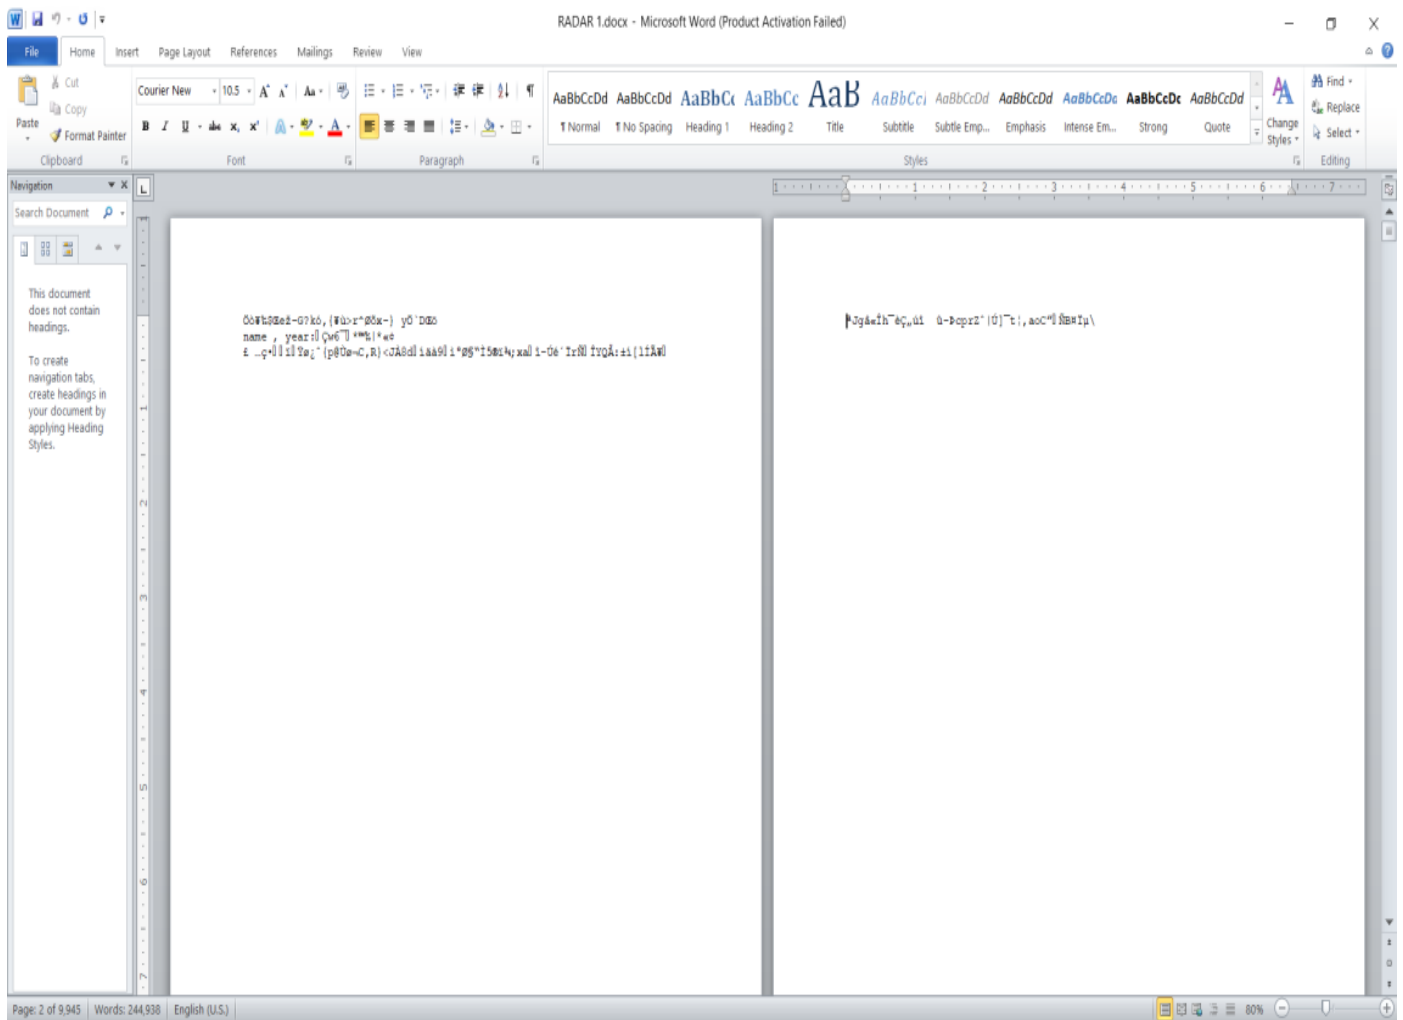 RADAR 1.docx - Microsoft Word (Product Activation Failed)
File Home Insert Page Layout References Mailings Review View
Paste
Cut
Copy
Format Painter
Clipboard
Courier New 10.5
Font
Paragraph
AaBbCcDd AaBbCcDd AaBbCc AaBbCc AaB AaBbCcl AaBbCcDd AaBbCcDd AaBbCcDc AaBbCcDc AaBbCcDd
¶ Normal ¶ No Spacing Heading 1 Heading 2 Title Subtitle Subtle Emp... Emphasis Intense Em... Strong Quote
Styles
Change Styles
Find
Replace
Select
Editing
Navigation
Search Document
This document
does not contain
headings.
To create
navigation tabs,
create headings in
your document by
applying Heading
Styles.
name , year:
Page: 2 of 9,945 Words: 244,938 English (U.S.) 80%